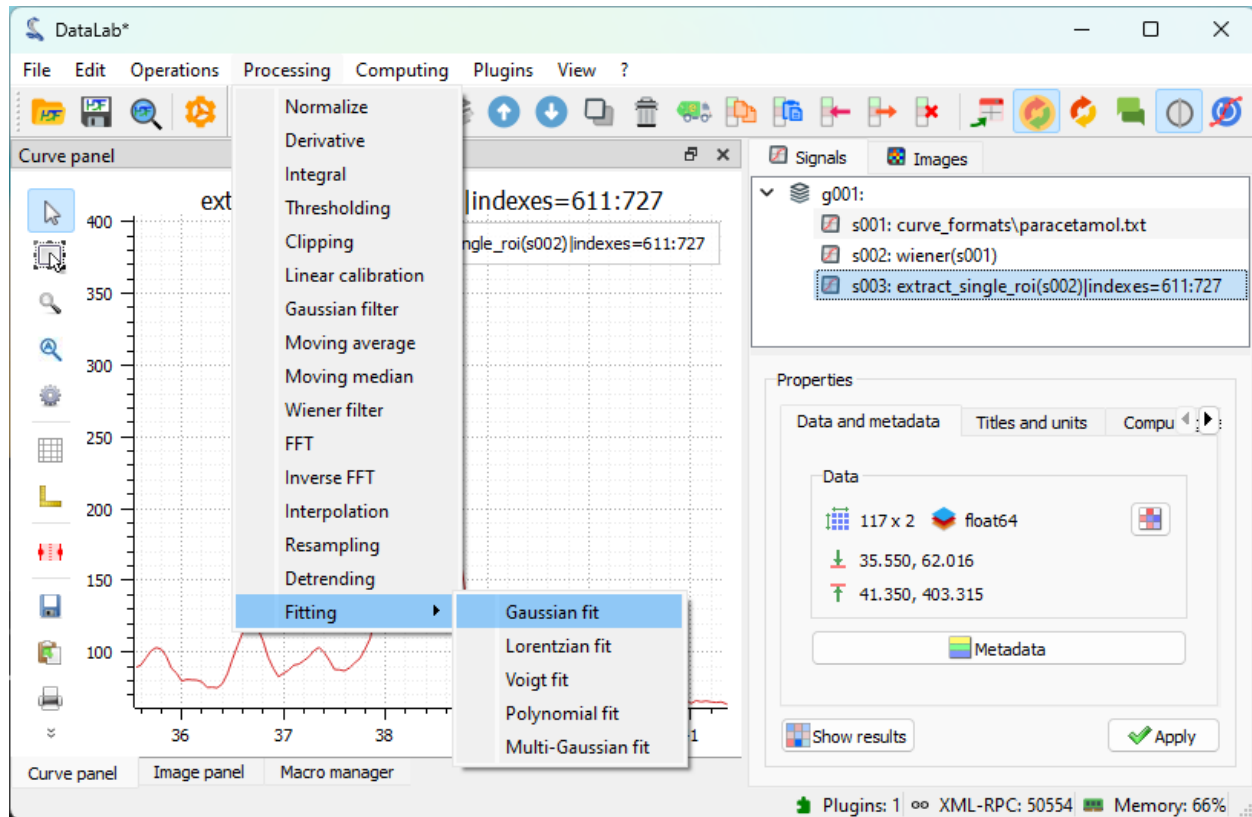 DataLab*
File Edit Operations Processing Computing Plugins View ?
Curve panel
ext
|indexes=611:727
ngle_roi(s002)|indexes=611:727
400
350
300
250
200
150
100
36 37 38
1
Normalize
Derivative
Integral
Thresholding
Clipping
Linear calibration
Gaussian filter
Moving average
Moving median
Wiener filter
FFT
Inverse FFT
Interpolation
Resampling
Detrending
Fitting
Gaussian fit
Lorentzian fit
Voigt fit
Polynomial fit
Multi-Gaussian fit
Curve panel Image panel Macro manager
Signals Images
g001:
s001: curve_formats\paracetamol.txt
s002: wiener(s001)
s003: extract_single_roi(s002)|indexes=611:727
Properties
Data and metadata Titles and units Compu
Data
117 x 2 float64
35.550, 62.016
41.350, 403.315
Metadata
Show results Apply
Plugins: 1 XML-RPC: 50554 Memory: 66%